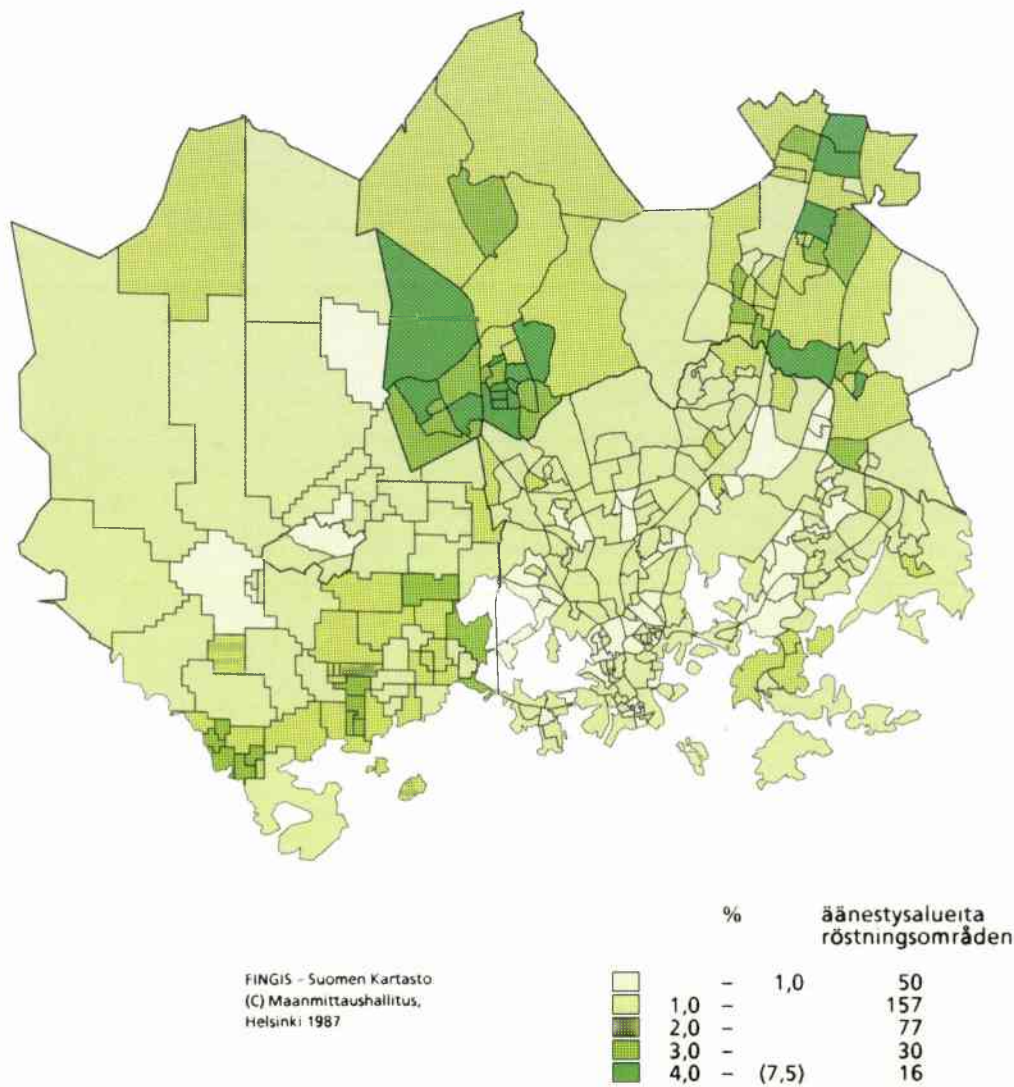 % äänestysalueita
röstningsområden
FINGIS – Suomen Kartasto
(C) Maanmittaushallitus,
Helsinki 1987
– 1,0 50
1,0 – 157
2,0 – 77
3,0 – 30
4,0 – (7,5) 16